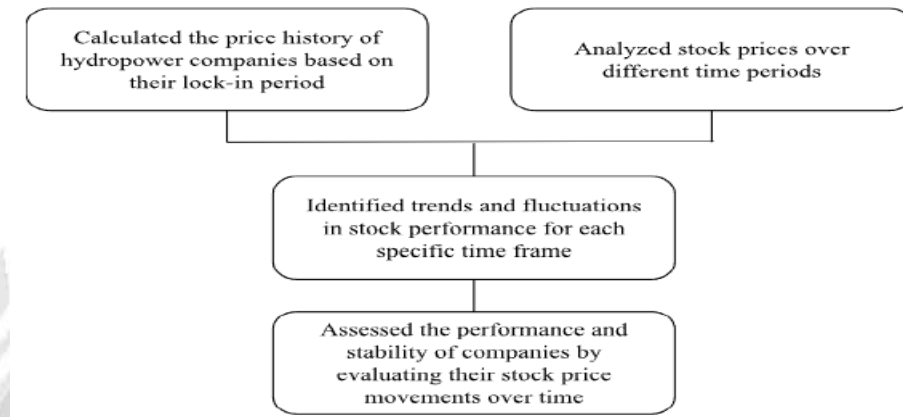 Calculated the price history of
hydropower companies based on
their lock-in period
Analyzed stock prices over
different time periods
Identified trends and fluctuations
in stock performance for each
specific time frame
Assessed the performance and
stability of companies by
evaluating their stock price
movements over time